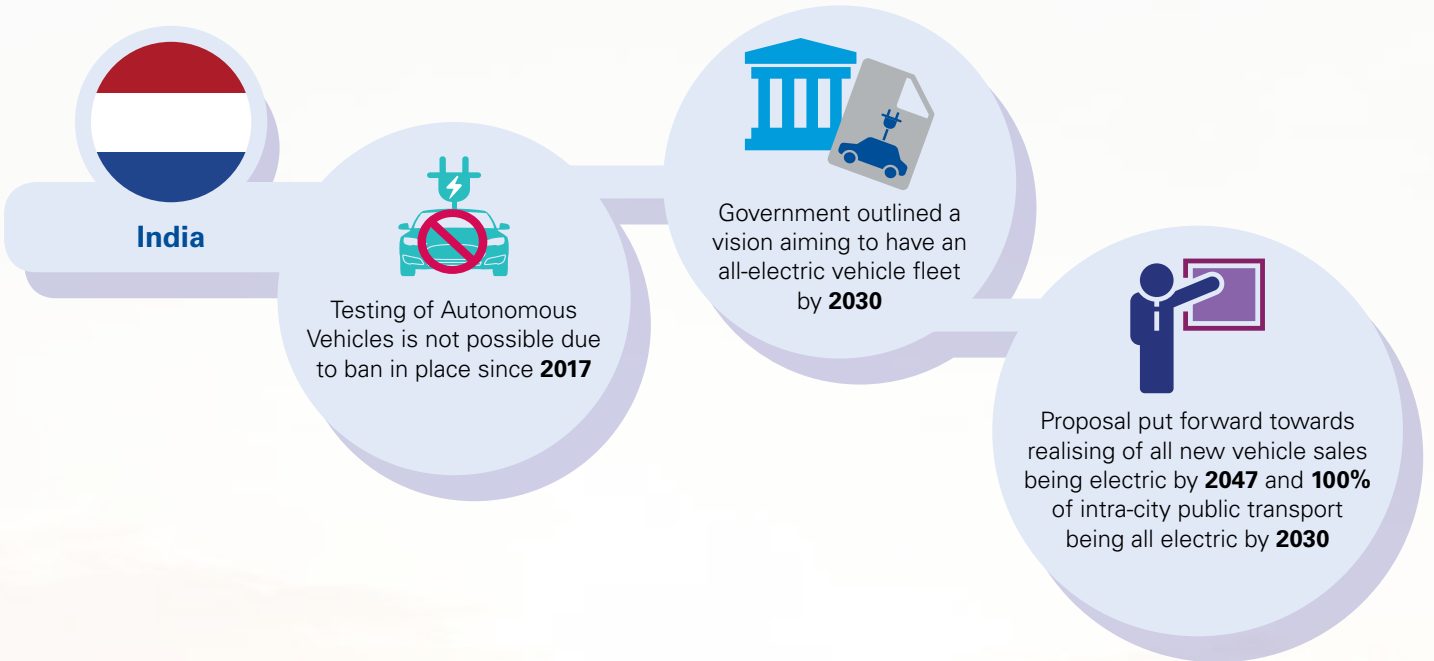 India
Testing of Autonomous
Vehicles is not possible due
to ban in place since 2017
Government outlined a
vision aiming to have an
all-electric vehicle fleet
by 2030
Proposal put forward towards
realising of all new vehicle sales
being electric by 2047 and 100%
of intra-city public transport
being all electric by 2030